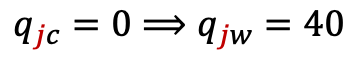 q_{jc} = 0 ⟹ q_{jw} = 40